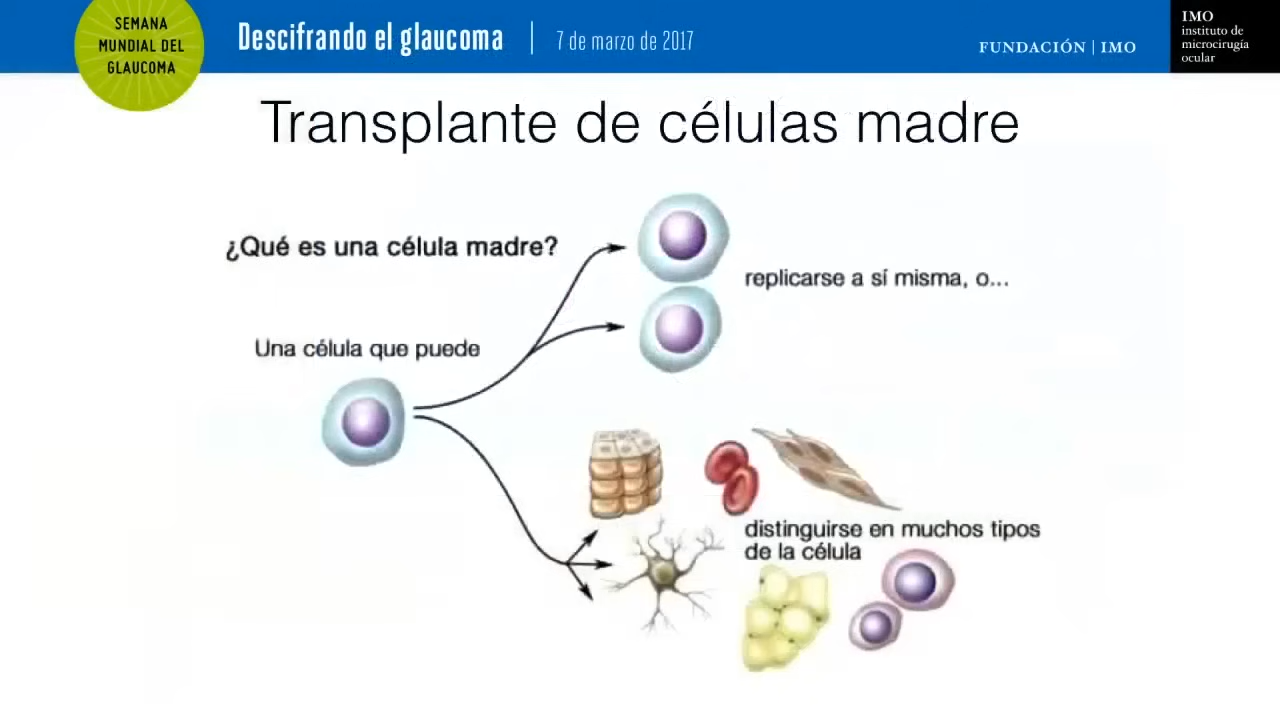 SEMANA
MUNDIAL DEL
GLAUCOMA
Descifrando el glaucoma
7 de marzo de 2017
FUNDACIÓN | IMO
IMO
instituto de
microcirugía
ocular
Transplante de células madre
¿Qué es una célula madre?
replicarse a sí misma, o...
Una célula que puede
distinguirse en muchos tipos
de la célula